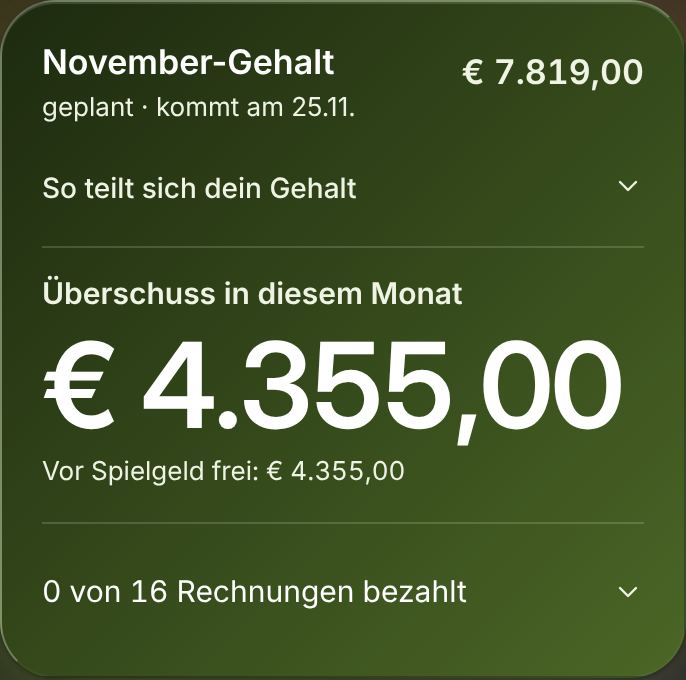 November-Gehalt
€ 7.819,00
geplant · kommt am 25.11.
So teilt sich dein Gehalt
Überschuss in diesem Monat
€ 4.355,00
Vor Spielgeld frei: € 4.355,00
0 von 16 Rechnungen bezahlt